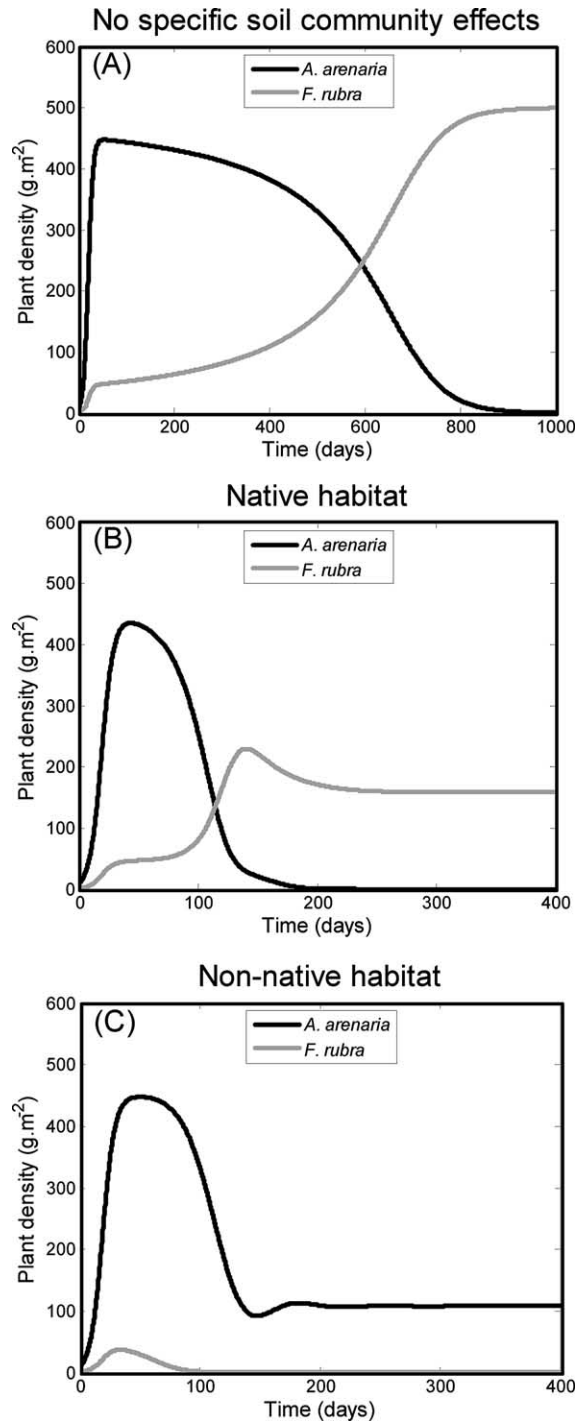 No specific soil community effects
(A)
A. arenaria
F. rubra
Plant density (g.m-2)
600
500
400
300
200
100
0
0 200 400 600 800 1000
Time (days)
Native habitat
(B)
A. arenaria
F. rubra
Plant density (g.m-2)
600
500
400
300
200
100
0
0 100 200 300 400
Time (days)
Non-native habitat
(C)
A. arenaria
F. rubra
Plant density (g.m-2)
600
500
400
300
200
100
0
0 100 200 300 400
Time (days)